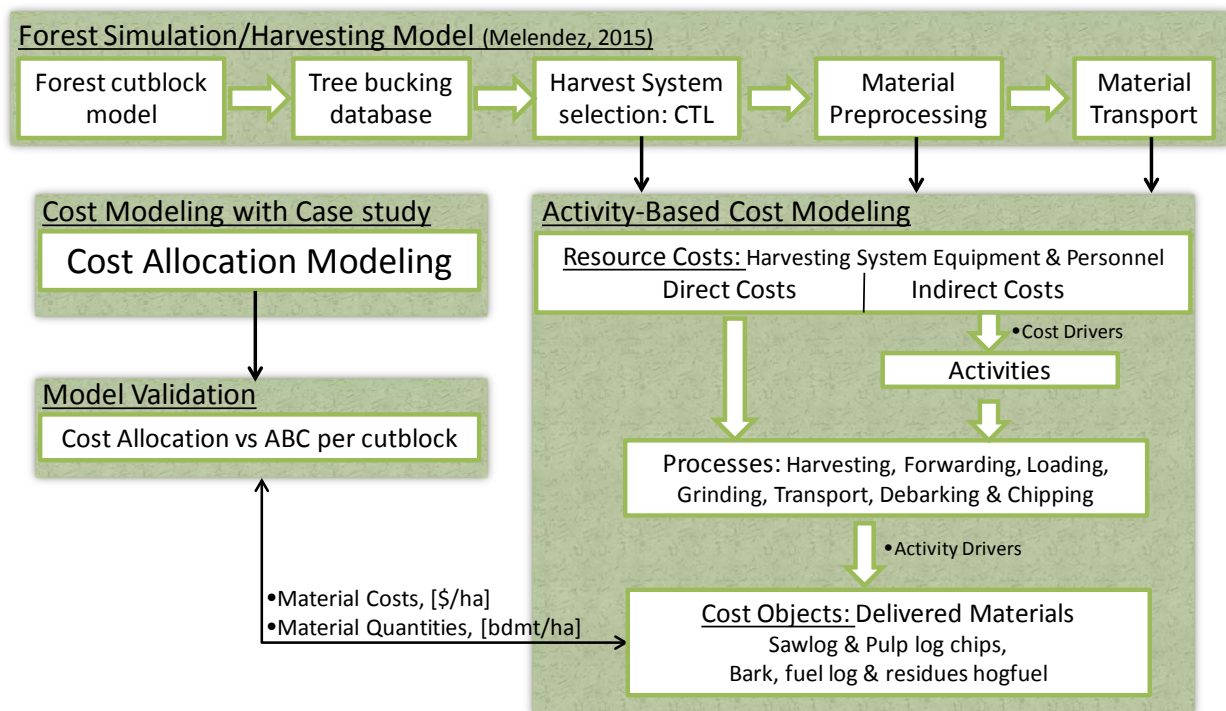 Forest Simulation/Harvesting Model (Melendez, 2015)
Forest cutblock
model
Tree bucking
database
Harvest System
selection: CTL
Material
Preprocessing
Material
Transport
Cost Modeling with Case study
Cost Allocation Modeling
Model Validation
Cost Allocation vs ABC per cutblock
•Material Costs, [$/ha]
•Material Quantities, [bdmt/ha]
Activity-Based Cost Modeling
Resource Costs: Harvesting System Equipment & Personnel
Direct Costs
Indirect Costs
•Cost Drivers
Activities
Processes: Harvesting, Forwarding, Loading,
Grinding, Transport, Debarking & Chipping
•Activity Drivers
Cost Objects: Delivered Materials
Sawlog & Pulp log chips,
Bark, fuel log & residues hogfuel